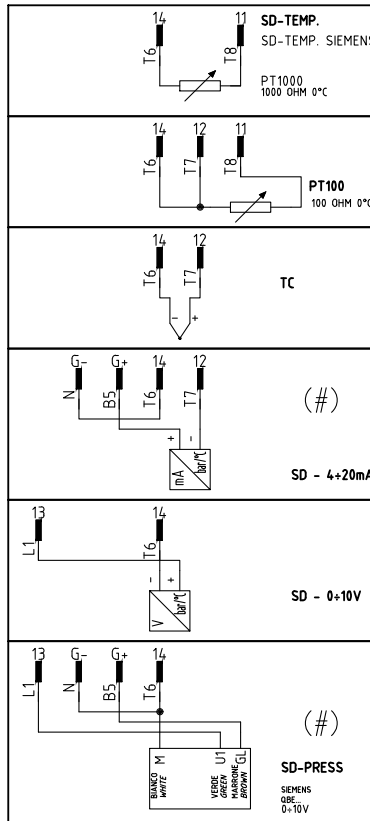 14 11 SD-TEMP.
SD-TEMP. SIEMENS
T6 T8
PT1000
1000 OHM 0°C
14 12 11
T6 T7 T8
PT100
100 OHM 0°C
14 12
T6 T7
TC
- +
G- G+ 14 12
N B5 T6 T7
(#)
+ -
mA bar/°C
SD - 4÷20mA
13 14
L1 T6
- +
V bar/°C
SD - 0÷10V
13 G- G+ 14
L1 N B5 T6
(#)
M U1 GL
BIANCO VERDE MARRONE
WHITE GREEN BROWN
SD-PRESS
SIEMENS
QBE...
0÷10V